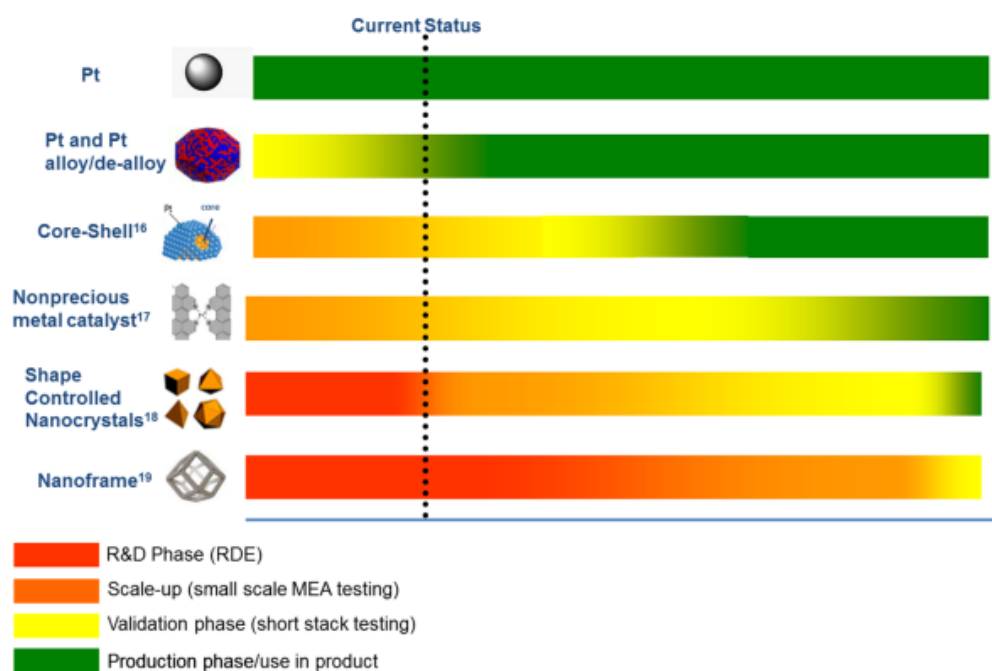 Current Status
Pt
Pt and Pt
alloy/de-alloy
Pt
core
Core-Shell16
Nonprecious
metal catalyst17
Shape
Controlled
Nanocrystals18
Nanoframe19
R&D Phase (RDE)
Scale-up (small scale MEA testing)
Validation phase (short stack testing)
Production phase/use in product